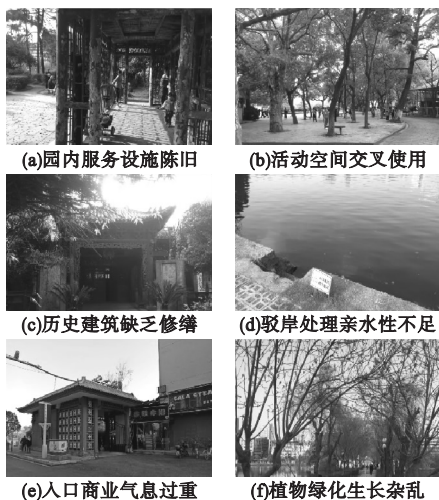 (a)园内服务设施陈旧
(b)活动空间交叉使用
(c)历史建筑缺乏修缮
(d)驳岸处理亲水性不足
(e)入口商业气息过重
(f)植物绿化生长杂乱